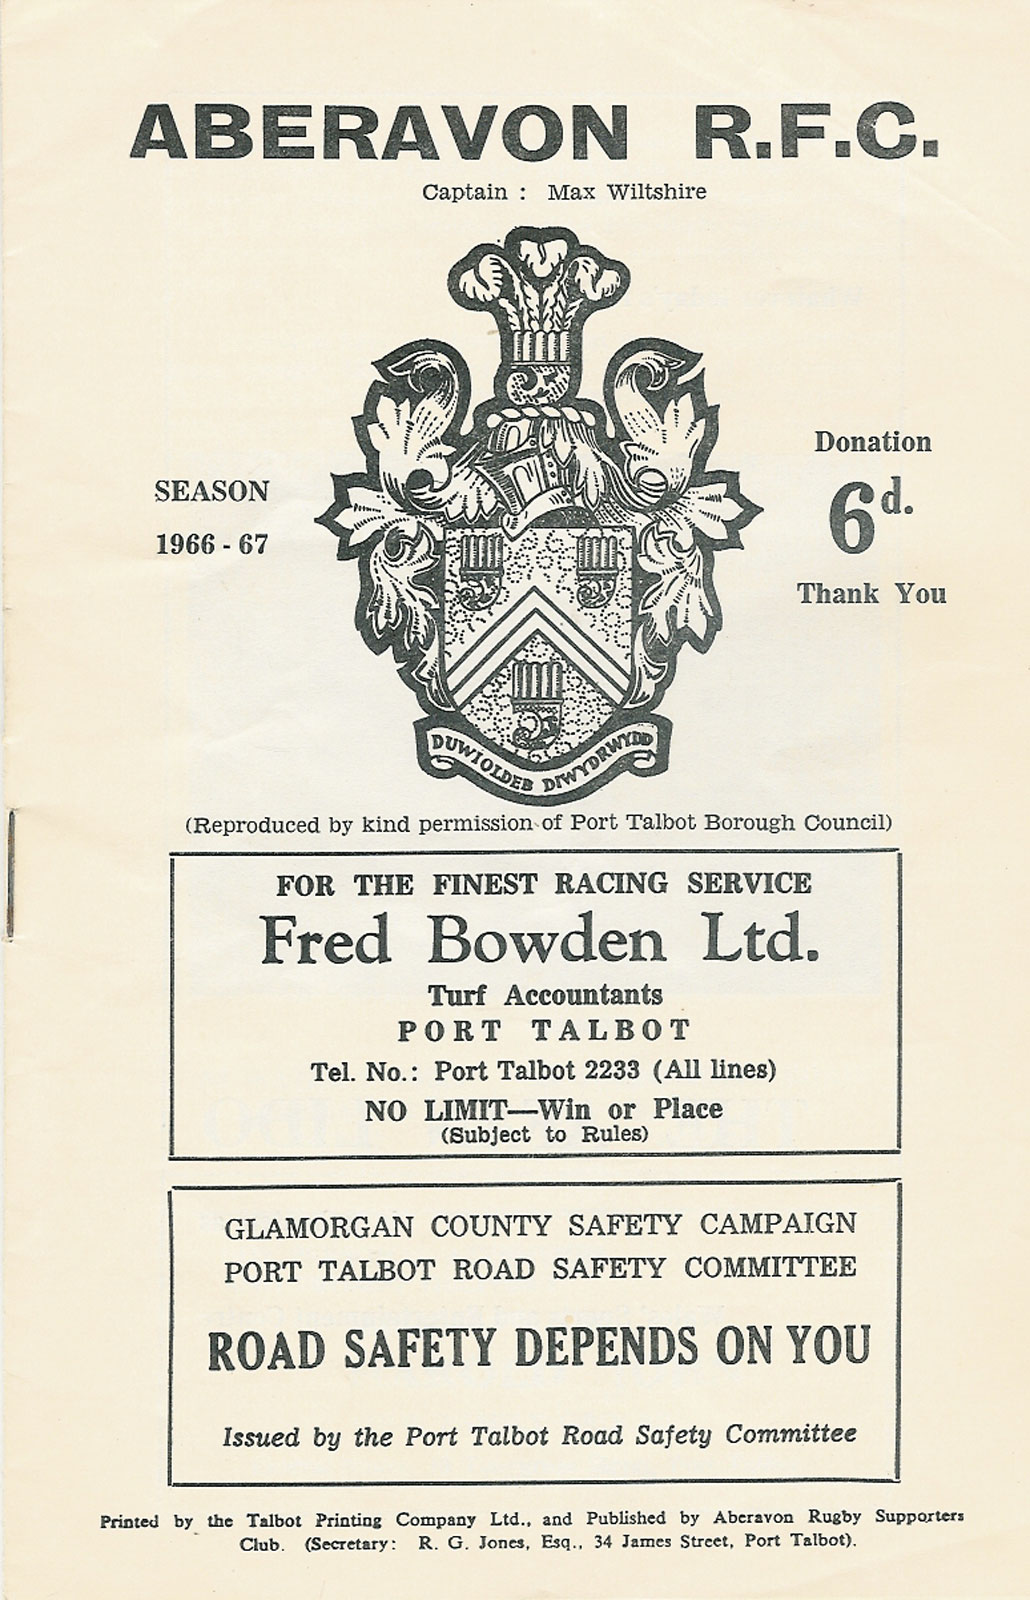 ABERAVON R.F.C.
Captain : Max Wiltshire
SEASON
1966 - 67
Donation
6d.
Thank You
DUWIOLDEB DIWYDRWYDD
(Reproduced by kind permission of Port Talbot Borough Council)
FOR THE FINEST RACING SERVICE
Fred Bowden Ltd.
Turf Accountants
PORT TALBOT
Tel. No.: Port Talbot 2233 (All lines)
NO LIMIT—Win or Place
(Subject to Rules)
GLAMORGAN COUNTY SAFETY CAMPAIGN
PORT TALBOT ROAD SAFETY COMMITTEE
ROAD SAFETY DEPENDS ON YOU
Issued by the Port Talbot Road Safety Committee
Printed by the Talbot Printing Company Ltd., and Published by Aberavon Rugby Supporters
Club. (Secretary: R. G. Jones, Esq., 34 James Street, Port Talbot).